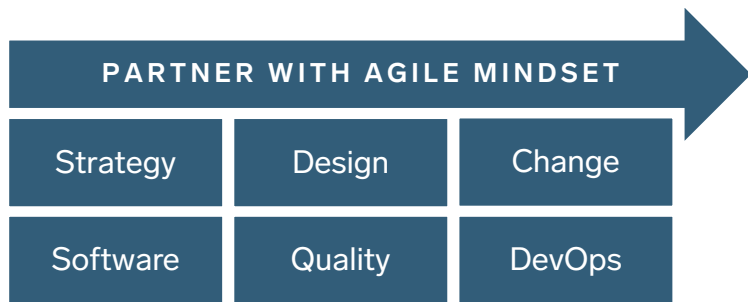 PARTNER WITH AGILE MINDSET
Strategy Design Change
Software Quality DevOps